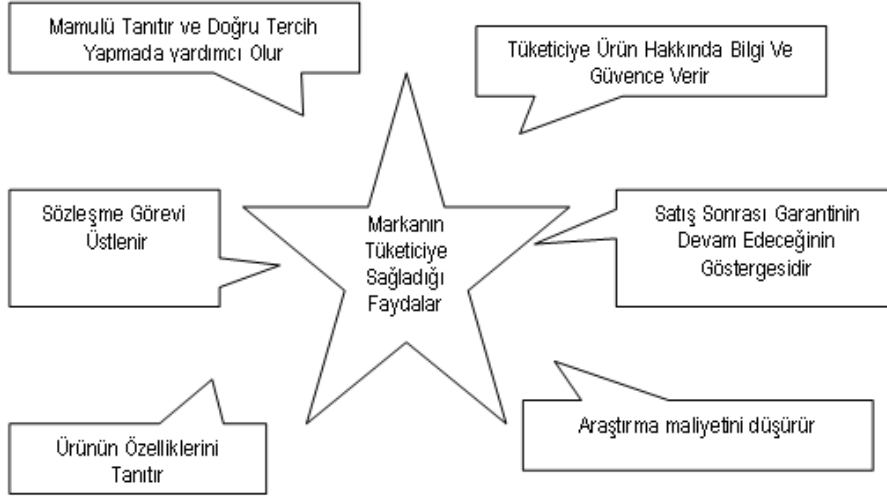 Mamulü Tanıtır ve Doğru Tercih
Yapmada yardımcı Olur
Tüketiciye Ürün Hakkında Bilgi Ve
Güvence Verir
Sözleşme Görevi
Üstlenir
Markanın
Tüketiciye
Sağladığı
Faydalar
Satış Sonrası Garantinin
Devam Edeceğinin
Göstergesidir
Ürünün Özelliklerini
Tanıtır
Araştırma maliyetini düşürür